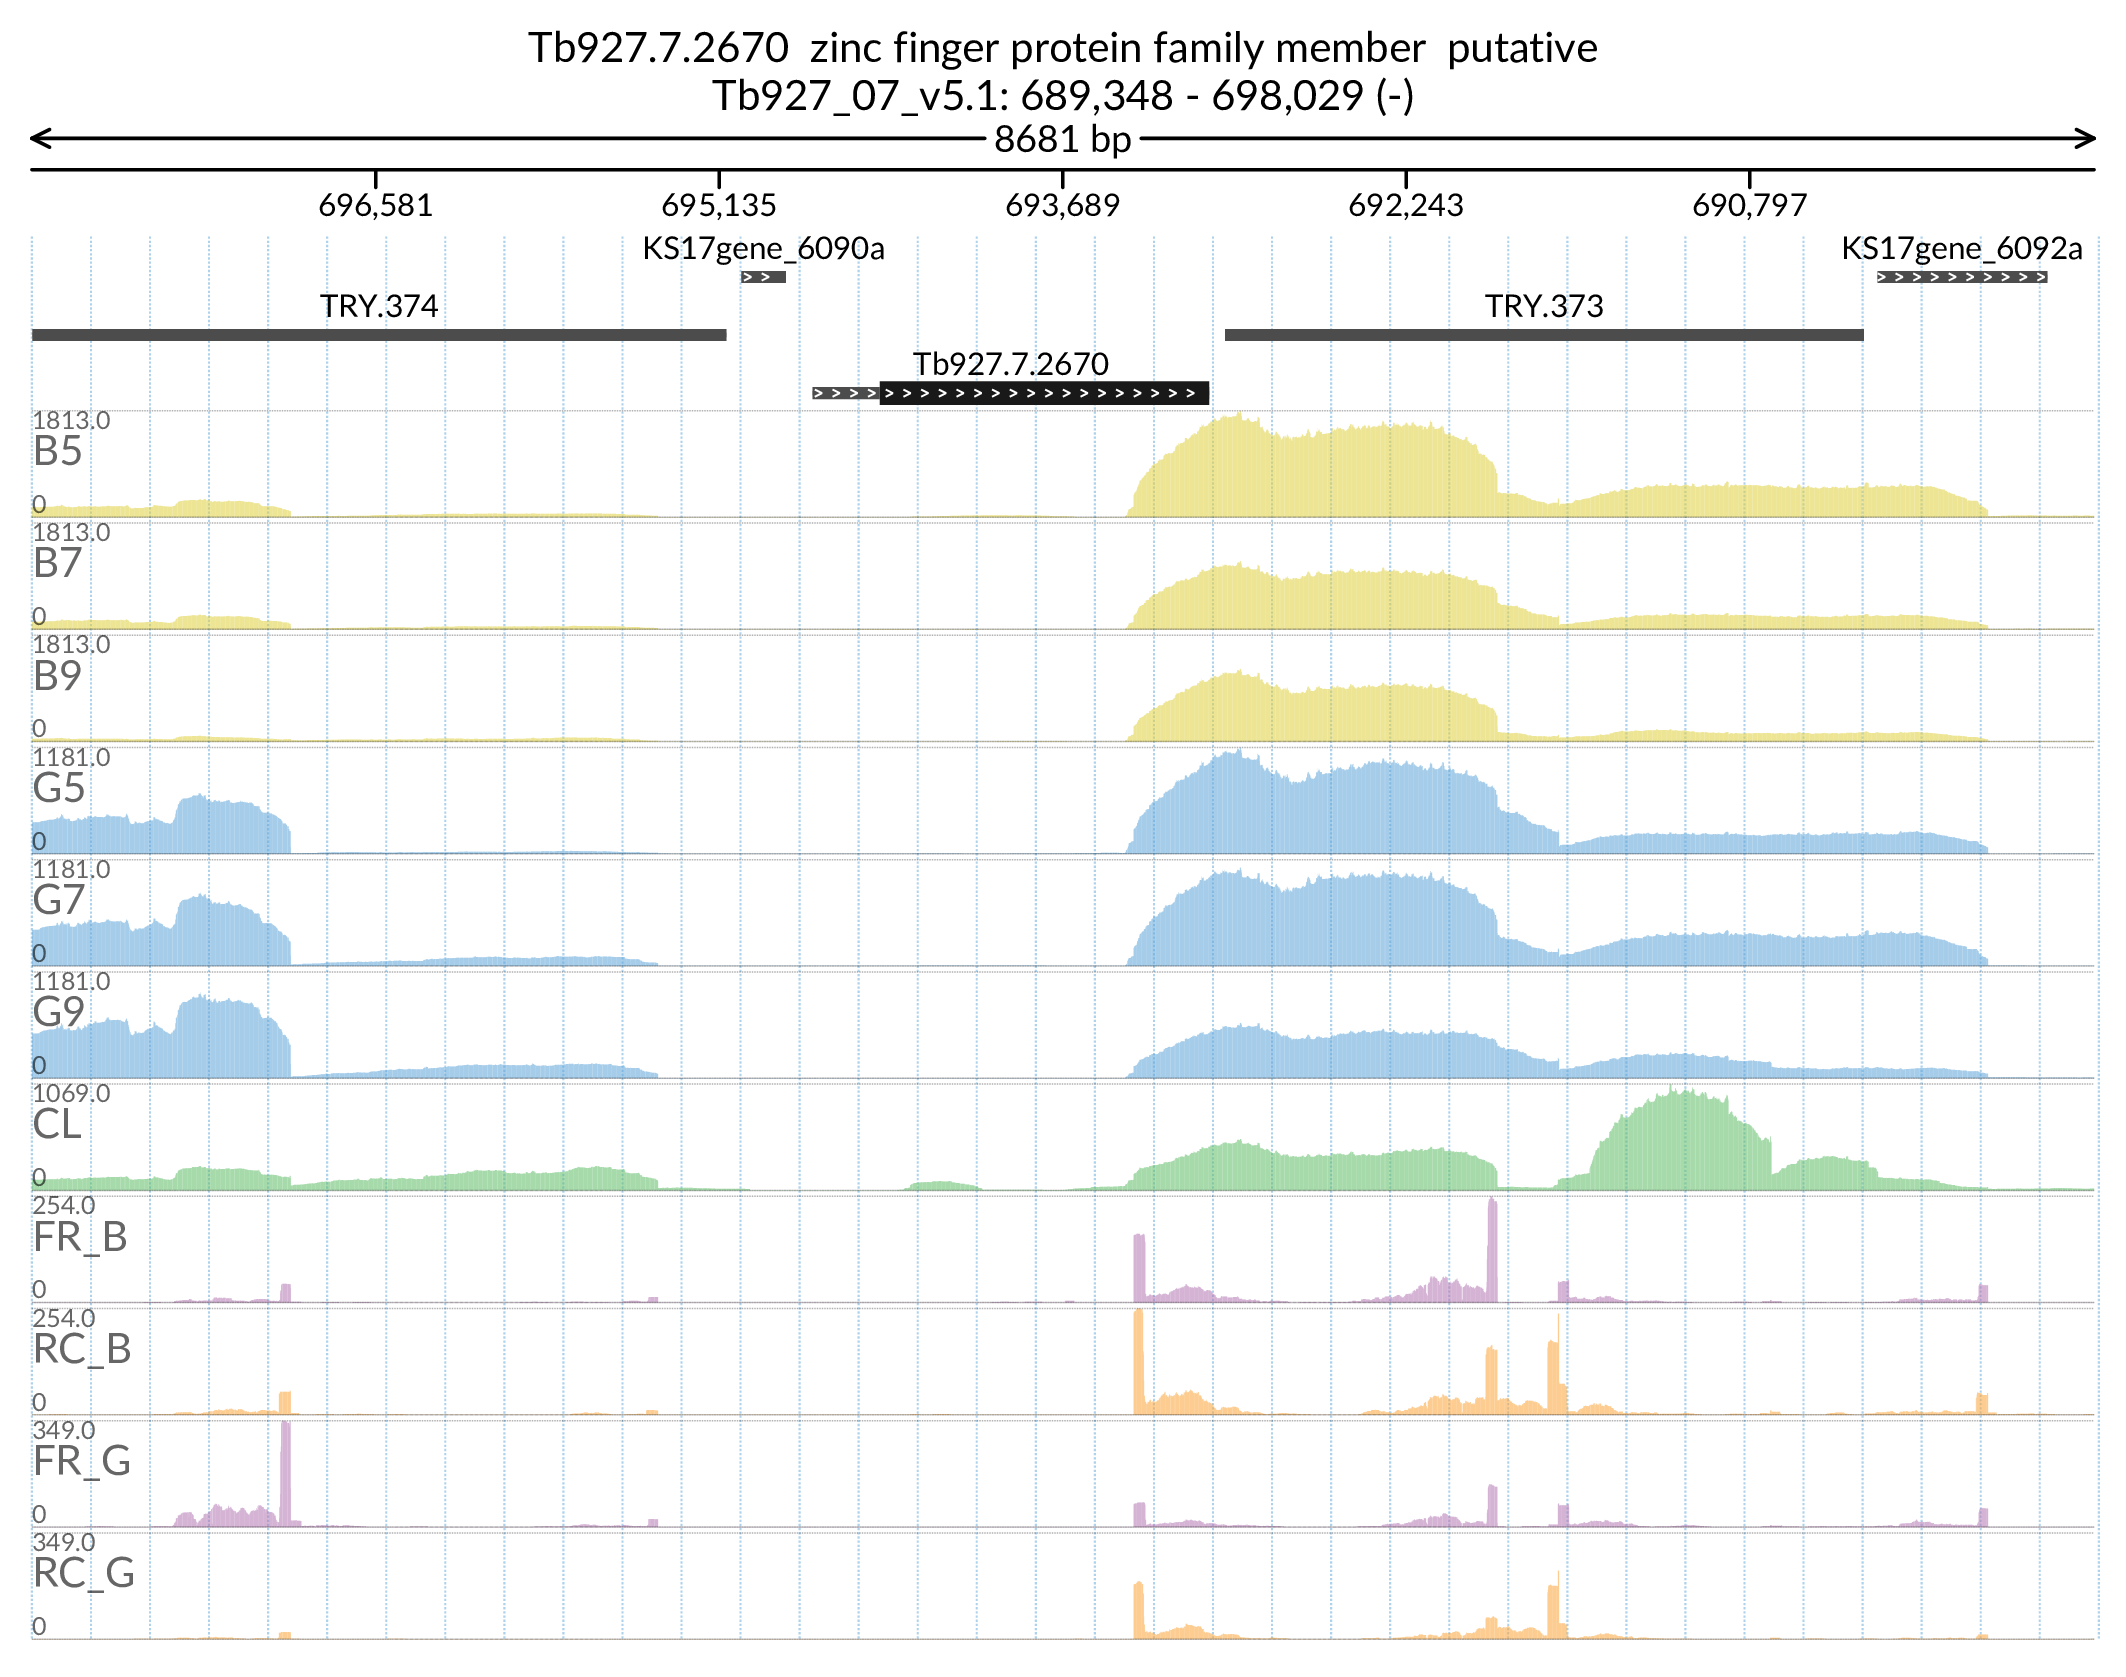 Tb927.7.2670  zinc finger protein family member  putative
Tb927_07_v5.1: 689,348 - 698,029 (-)
8681 bp
696,581 695,135 693,689 692,243 690,797
KS17gene_6090a KS17gene_6092a
TRY.374 TRY.373
Tb927.7.2670
1813.0
B5
0
1813.0
B7
0
1813.0
B9
0
1181.0
G5
0
1181.0
G7
0
1181.0
G9
0
1069.0
CL
0
254.0
FR_B
0
254.0
RC_B
0
349.0
FR_G
0
349.0
RC_G
0